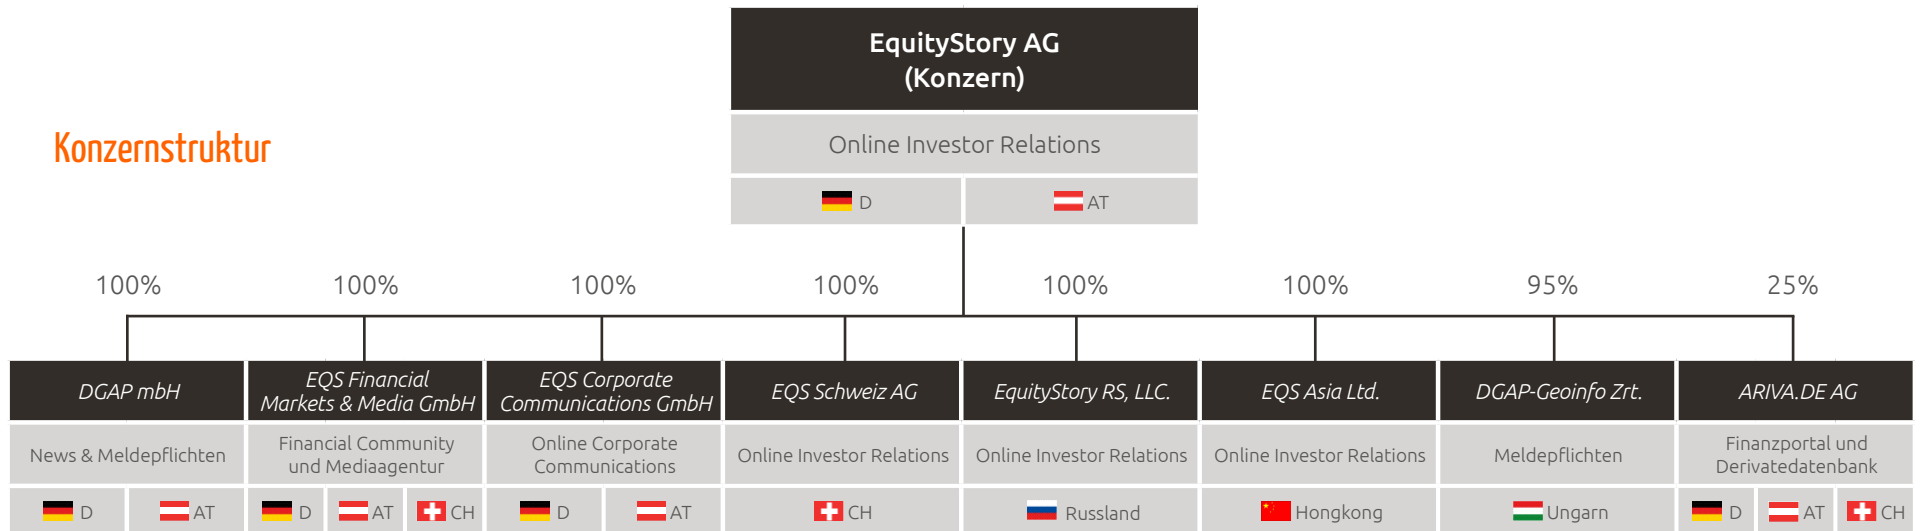 EquityStory AG
(Konzern)
Konzernstruktur
Online Investor Relations
D
AT
100%
100%
100%
100%
100%
100%
95%
25%
DGAP mbH
EQS Financial
Markets & Media GmbH
EQS Corporate
Communications GmbH
EQS Schweiz AG
EquityStory RS, LLC.
EQS Asia Ltd.
DGAP-Geoinfo Zrt.
ARIVA.DE AG
News & Meldepflichten
Financial Community
und Mediaagentur
Online Corporate
Communications
Online Investor Relations
Online Investor Relations
Online Investor Relations
Meldepflichten
Finanzportal und
Derivatedatenbank
D
AT
D
AT
CH
D
AT
CH
Russland
Hongkong
Ungarn
D
AT
CH